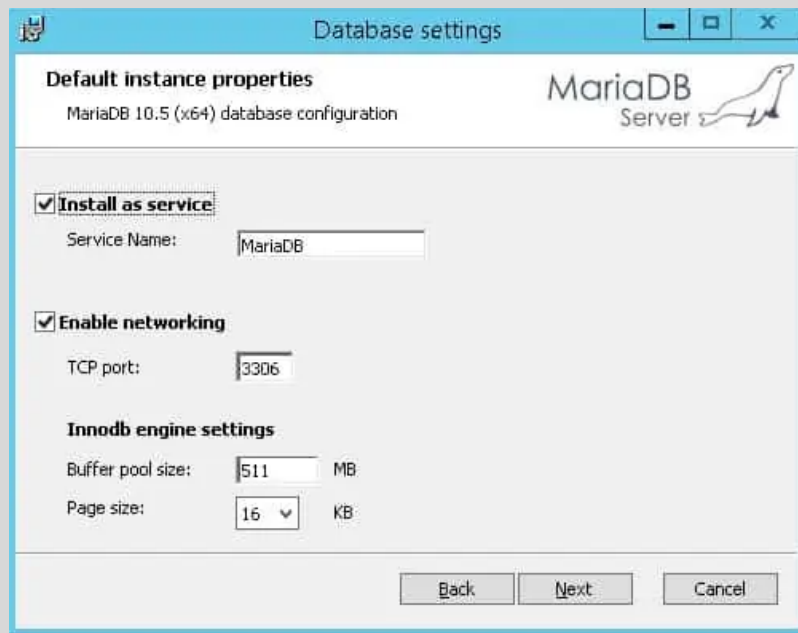 Database settings
Default instance properties
MariaDB
Server
MariaDB 10.5 (x64) database configuration
Install as service
Service Name: MariaDB
Enable networking
TCP port: 3306
Innodb engine settings
Buffer pool size: 511 MB
Page size: 16 KB
Back Next Cancel